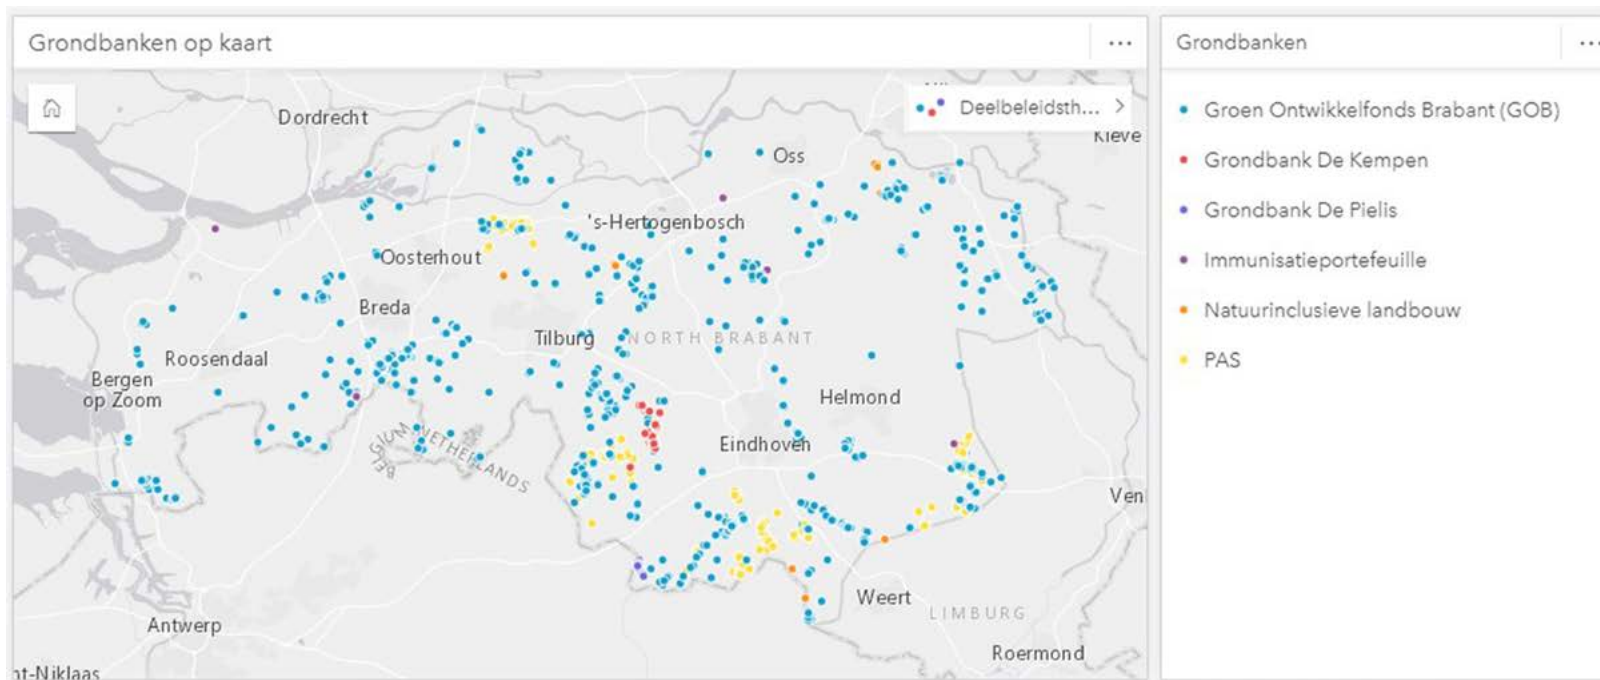 Grondbanken op kaart
...
Grondbanken
Deelbeleidsth...
Dordrecht
Kleve
Oss
's-Hertogenbosch
Oosterhout
Breda
Tilburg
NORTH BRABANT
Roosendaal
Bergen
op Zoom
Helmond
Eindhoven
BELGIUM
NETHERLANDS
Ven
Weert
LIMBURG
Antwerp
Roermond
nt-Niklaas
Groen Ontwikkelfonds Brabant (GOB)
Grondbank De Kempen
Grondbank De Pielis
Immunisatieportefeuille
Natuurinclusieve landbouw
PAS